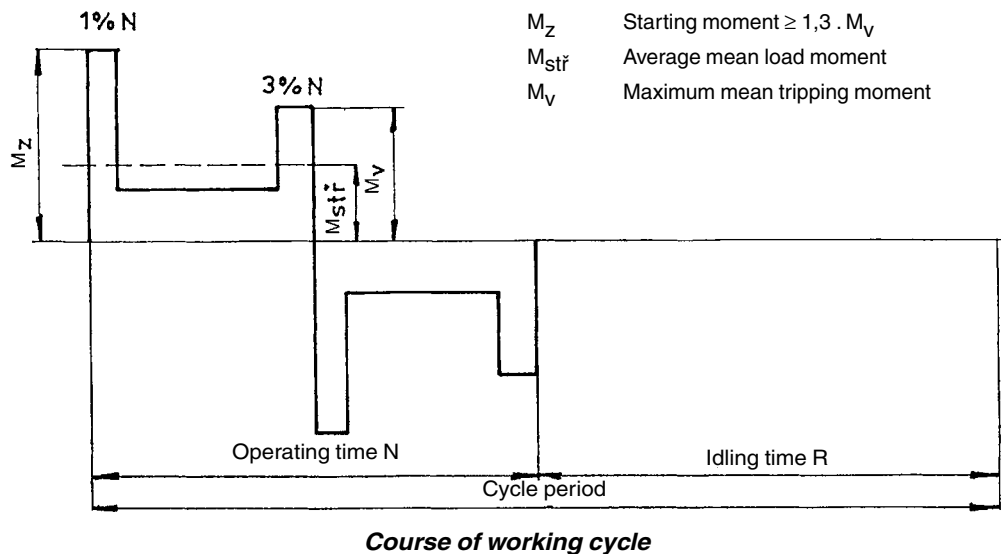 1% N
M_Z Starting moment ≥ 1,3 . M_V
M_stř Average mean load moment
3% N
M_V Maximum mean tripping moment
M_Z
M_stř
M_v
Operating time N
Idling time R
Cycle period
Course of working cycle